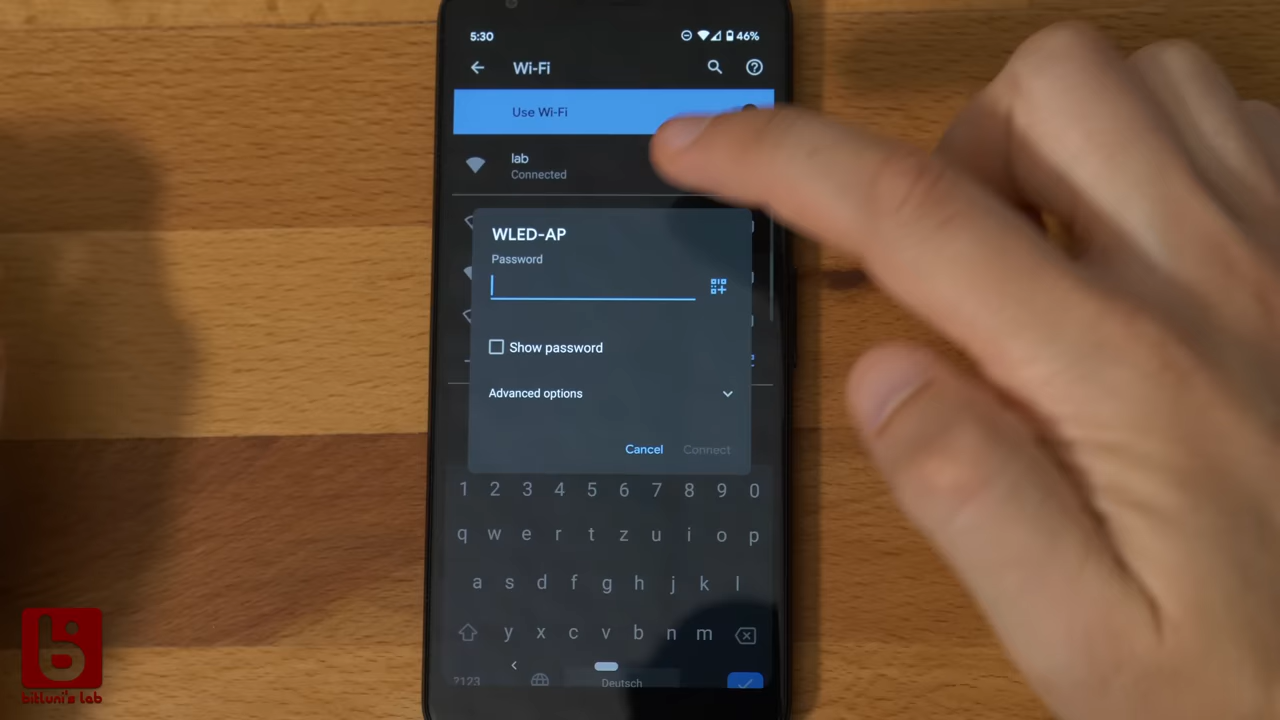 5:30
46%
Wi-Fi
Use Wi-Fi
lab
Connected
WLED-AP
Password
Show password
Advanced options
Cancel Connect
1 2 3 4 5 6 7 8 9 0
q w e r t z u i o p
a s d f g h j k l
y x c v b n m
?123 Deutsch
b
bitluni's lab